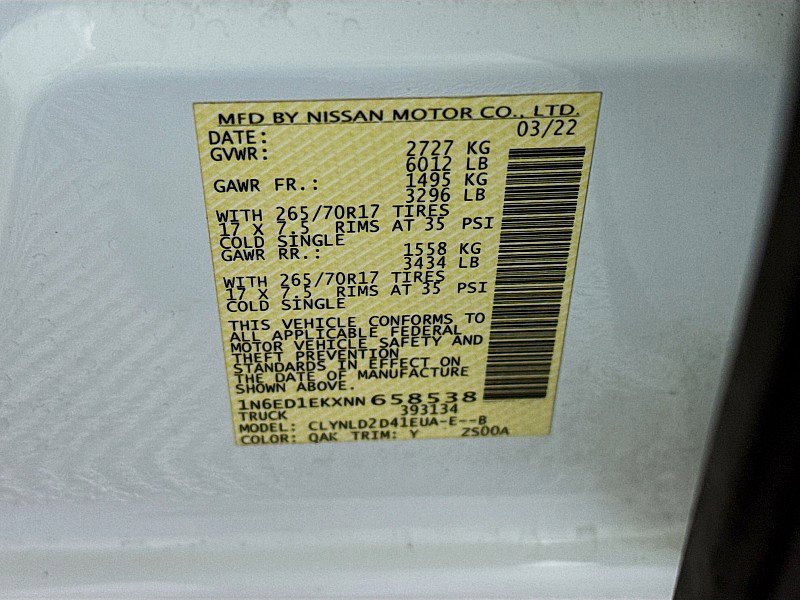 MFD BY NISSAN MOTOR CO., LTD.
DATE: 03/22
GVWR: 2727 KG
6012 LB
GAWR FR.: 1495 KG
3296 LB
WITH 265/70R17 TIRES
17 X 7.5 RIMS AT 35 PSI
COLD SINGLE
GAWR RR.: 1558 KG
3434 LB
WITH 265/70R17 TIRES
17 X 7.5 RIMS AT 35 PSI
COLD SINGLE
THIS VEHICLE CONFORMS TO
ALL APPLICABLE FEDERAL
MOTOR VEHICLE SAFETY AND
THEFT PREVENTION
STANDARDS IN EFFECT ON
THE DATE OF MANUFACTURE
SHOWN ABOVE.
1N6ED1EKXNN 658538
TRUCK 393134
MODEL: CLYNLD2D41EUA-E--B
COLOR: QAK TRIM: Y ZS00A